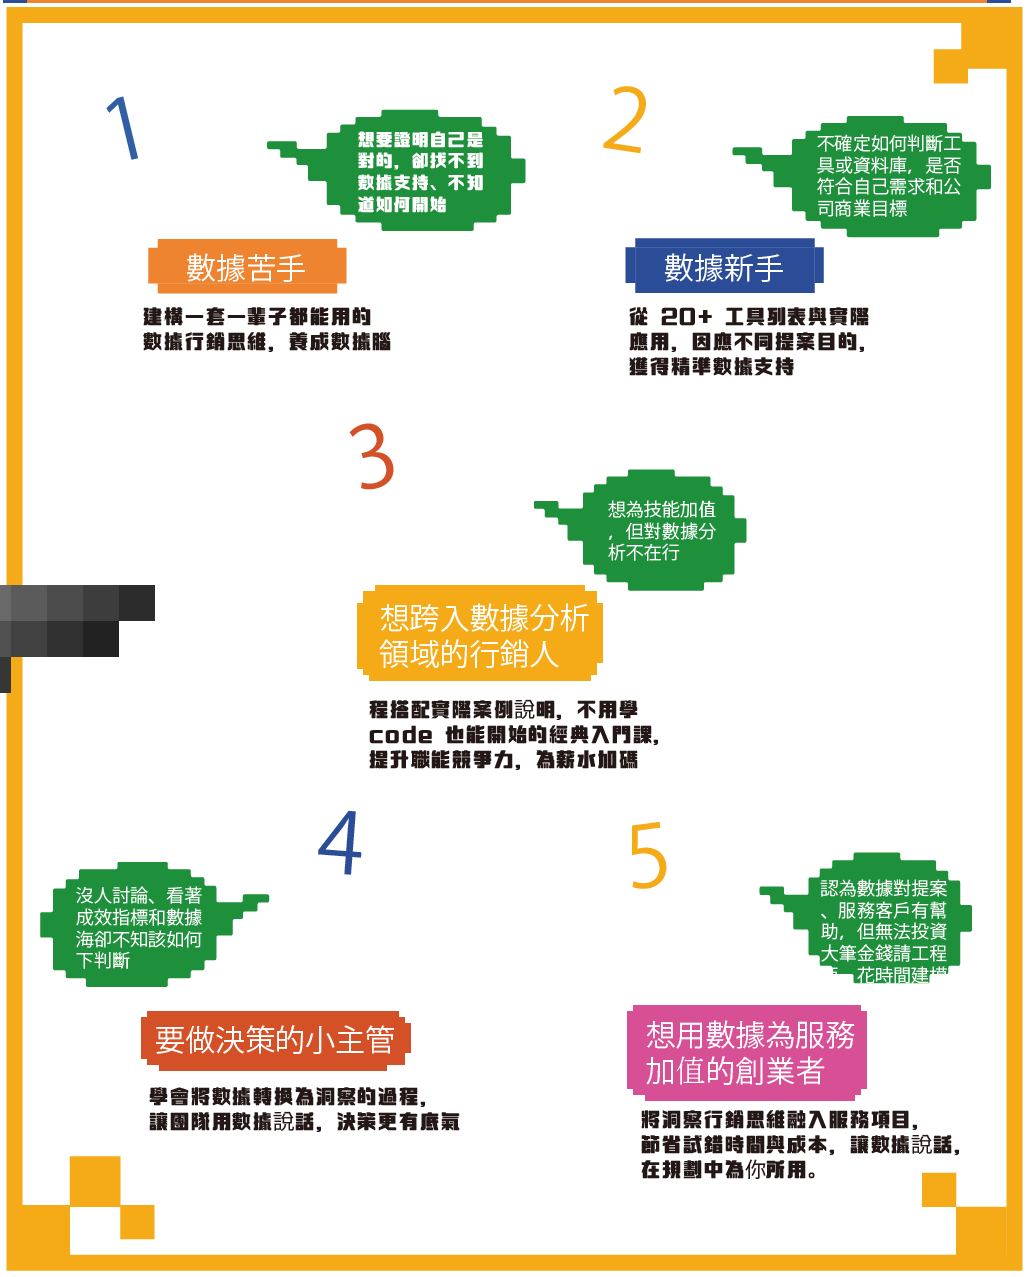 1
想要證明自己是
對的，卻找不到
數據支持、不知
道如何開始
數據苦手
建構一套一輩子都能用的
數據行銷思維，養成數據腦
2
不確定如何判斷工
具或資料庫，是否
符合自己需求和公
司商業目標
數據新手
從 20+ 工具列表與實際
應用，因應不同提案目的，
獲得精準數據支持
3
想為技能加值
，但對數據分
析不在行
想跨入數據分析
領域的行銷人
程搭配實際案例說明，不用學
code 也能開始的經典入門課，
提升職能競爭力，為薪水加碼
4
沒人討論、看著
成效指標和數據
海卻不知該如何
下判斷
要做決策的小主管
學會將數據轉換為洞察的過程，
讓團隊用數據說話，決策更有底氣
5
認為數據對提案
、服務客戶有幫
助，但無法投資
大筆金錢請工程
花時間建模
想用數據為服務
加值的創業者
將洞察行銷思維融入服務項目，
節省試錯時間與成本，讓數據說話，
在規劃中為你所用。